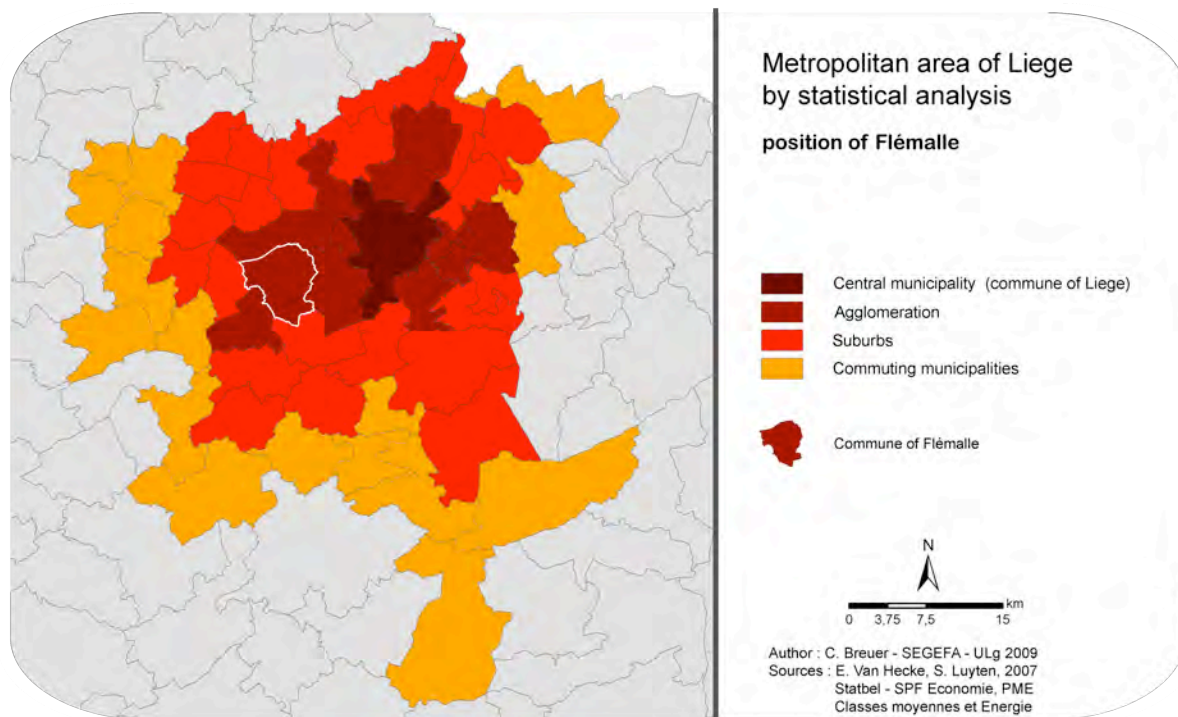 Metropolitan area of Liege
by statistical analysis
position of Flémalle
Central municipality (commune of Liege)
Agglomeration
Suburbs
Commuting municipalities
Commune of Flémalle
N
km
0 3,75 7,5 15
Author : C. Breuer - SEGEFA - ULg 2009
Sources : E. Van Hecke, S. Luyten, 2007
Statbel - SPF Economie, PME
Classes moyennes et Energie